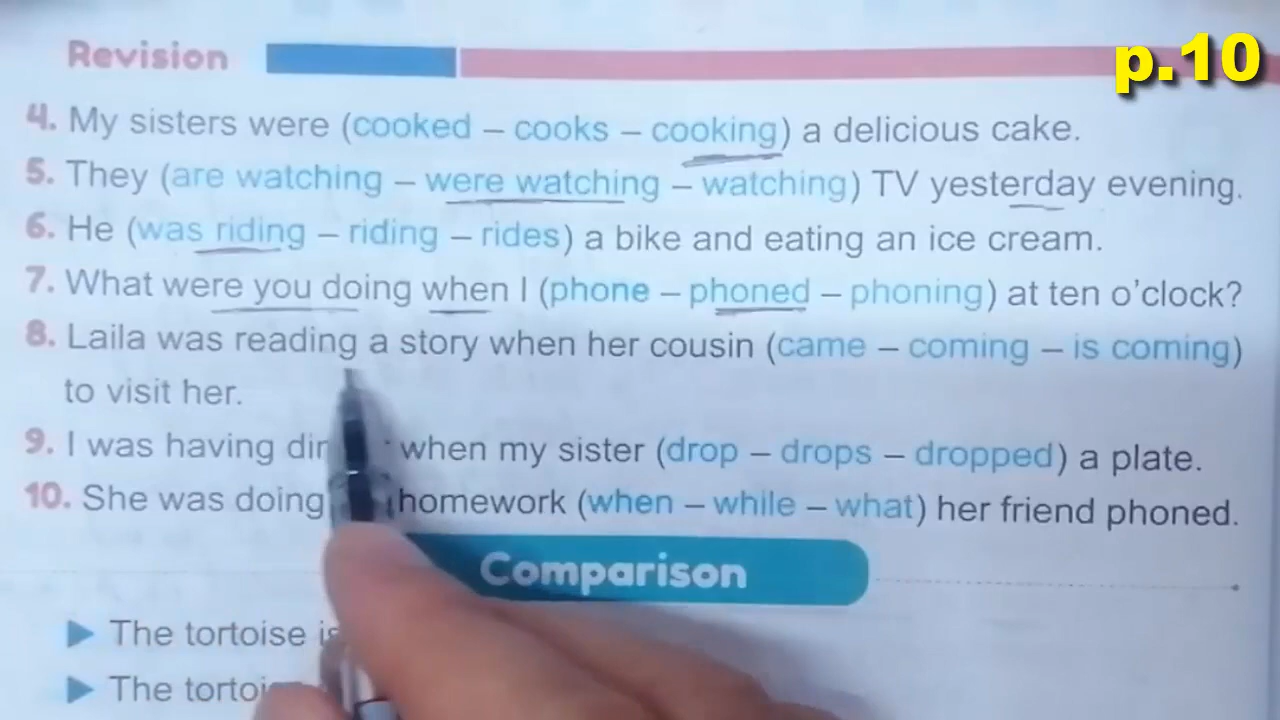 Revision
p.10
4. My sisters were (cooked – cooks – cooking) a delicious cake.
5. They (are watching – were watching – watching) TV yesterday evening.
6. He (was riding – riding – rides) a bike and eating an ice cream.
7. What were you doing when I (phone – phoned – phoning) at ten o'clock?
8. Laila was reading a story when her cousin (came – coming – is coming)
to visit her.
9. I was having when my sister (drop – drops – dropped) a plate.
10. She was doing homework (when – while – what) her friend phoned.
Comparison
▶ The tortoise
▶ The